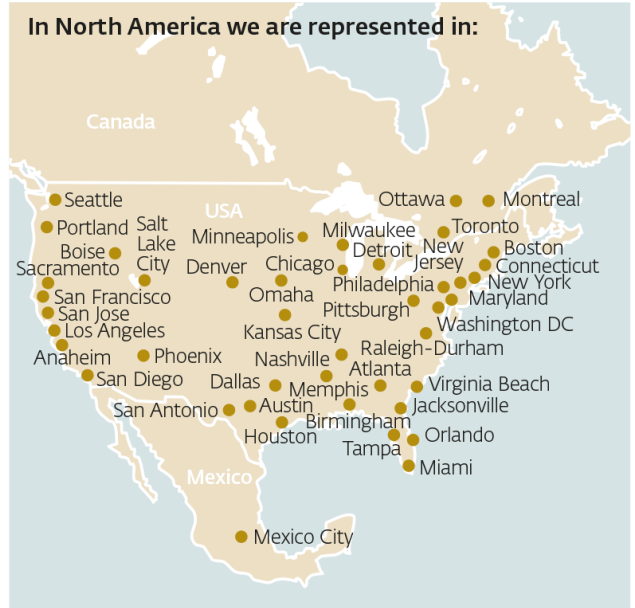 In North America we are represented in:
Canada
Seattle
Ottawa
Montreal
USA
Portland
Salt
Lake
City
Minneapolis
Milwaukee
Toronto
Boise
Detroit
New
Jersey
Boston
Sacramento
Denver
Chicago
Connecticut
San Francisco
Omaha
Philadelphia
New York
San Jose
Pittsburgh
Maryland
Los Angeles
Kansas City
Washington DC
Anaheim
Phoenix
Nashville
Raleigh-Durham
San Diego
Dallas
Memphis
Atlanta
Virginia Beach
San Antonio
Austin
Birmingham
Jacksonville
Houston
Tampa
Orlando
Miami
Mexico
Mexico City